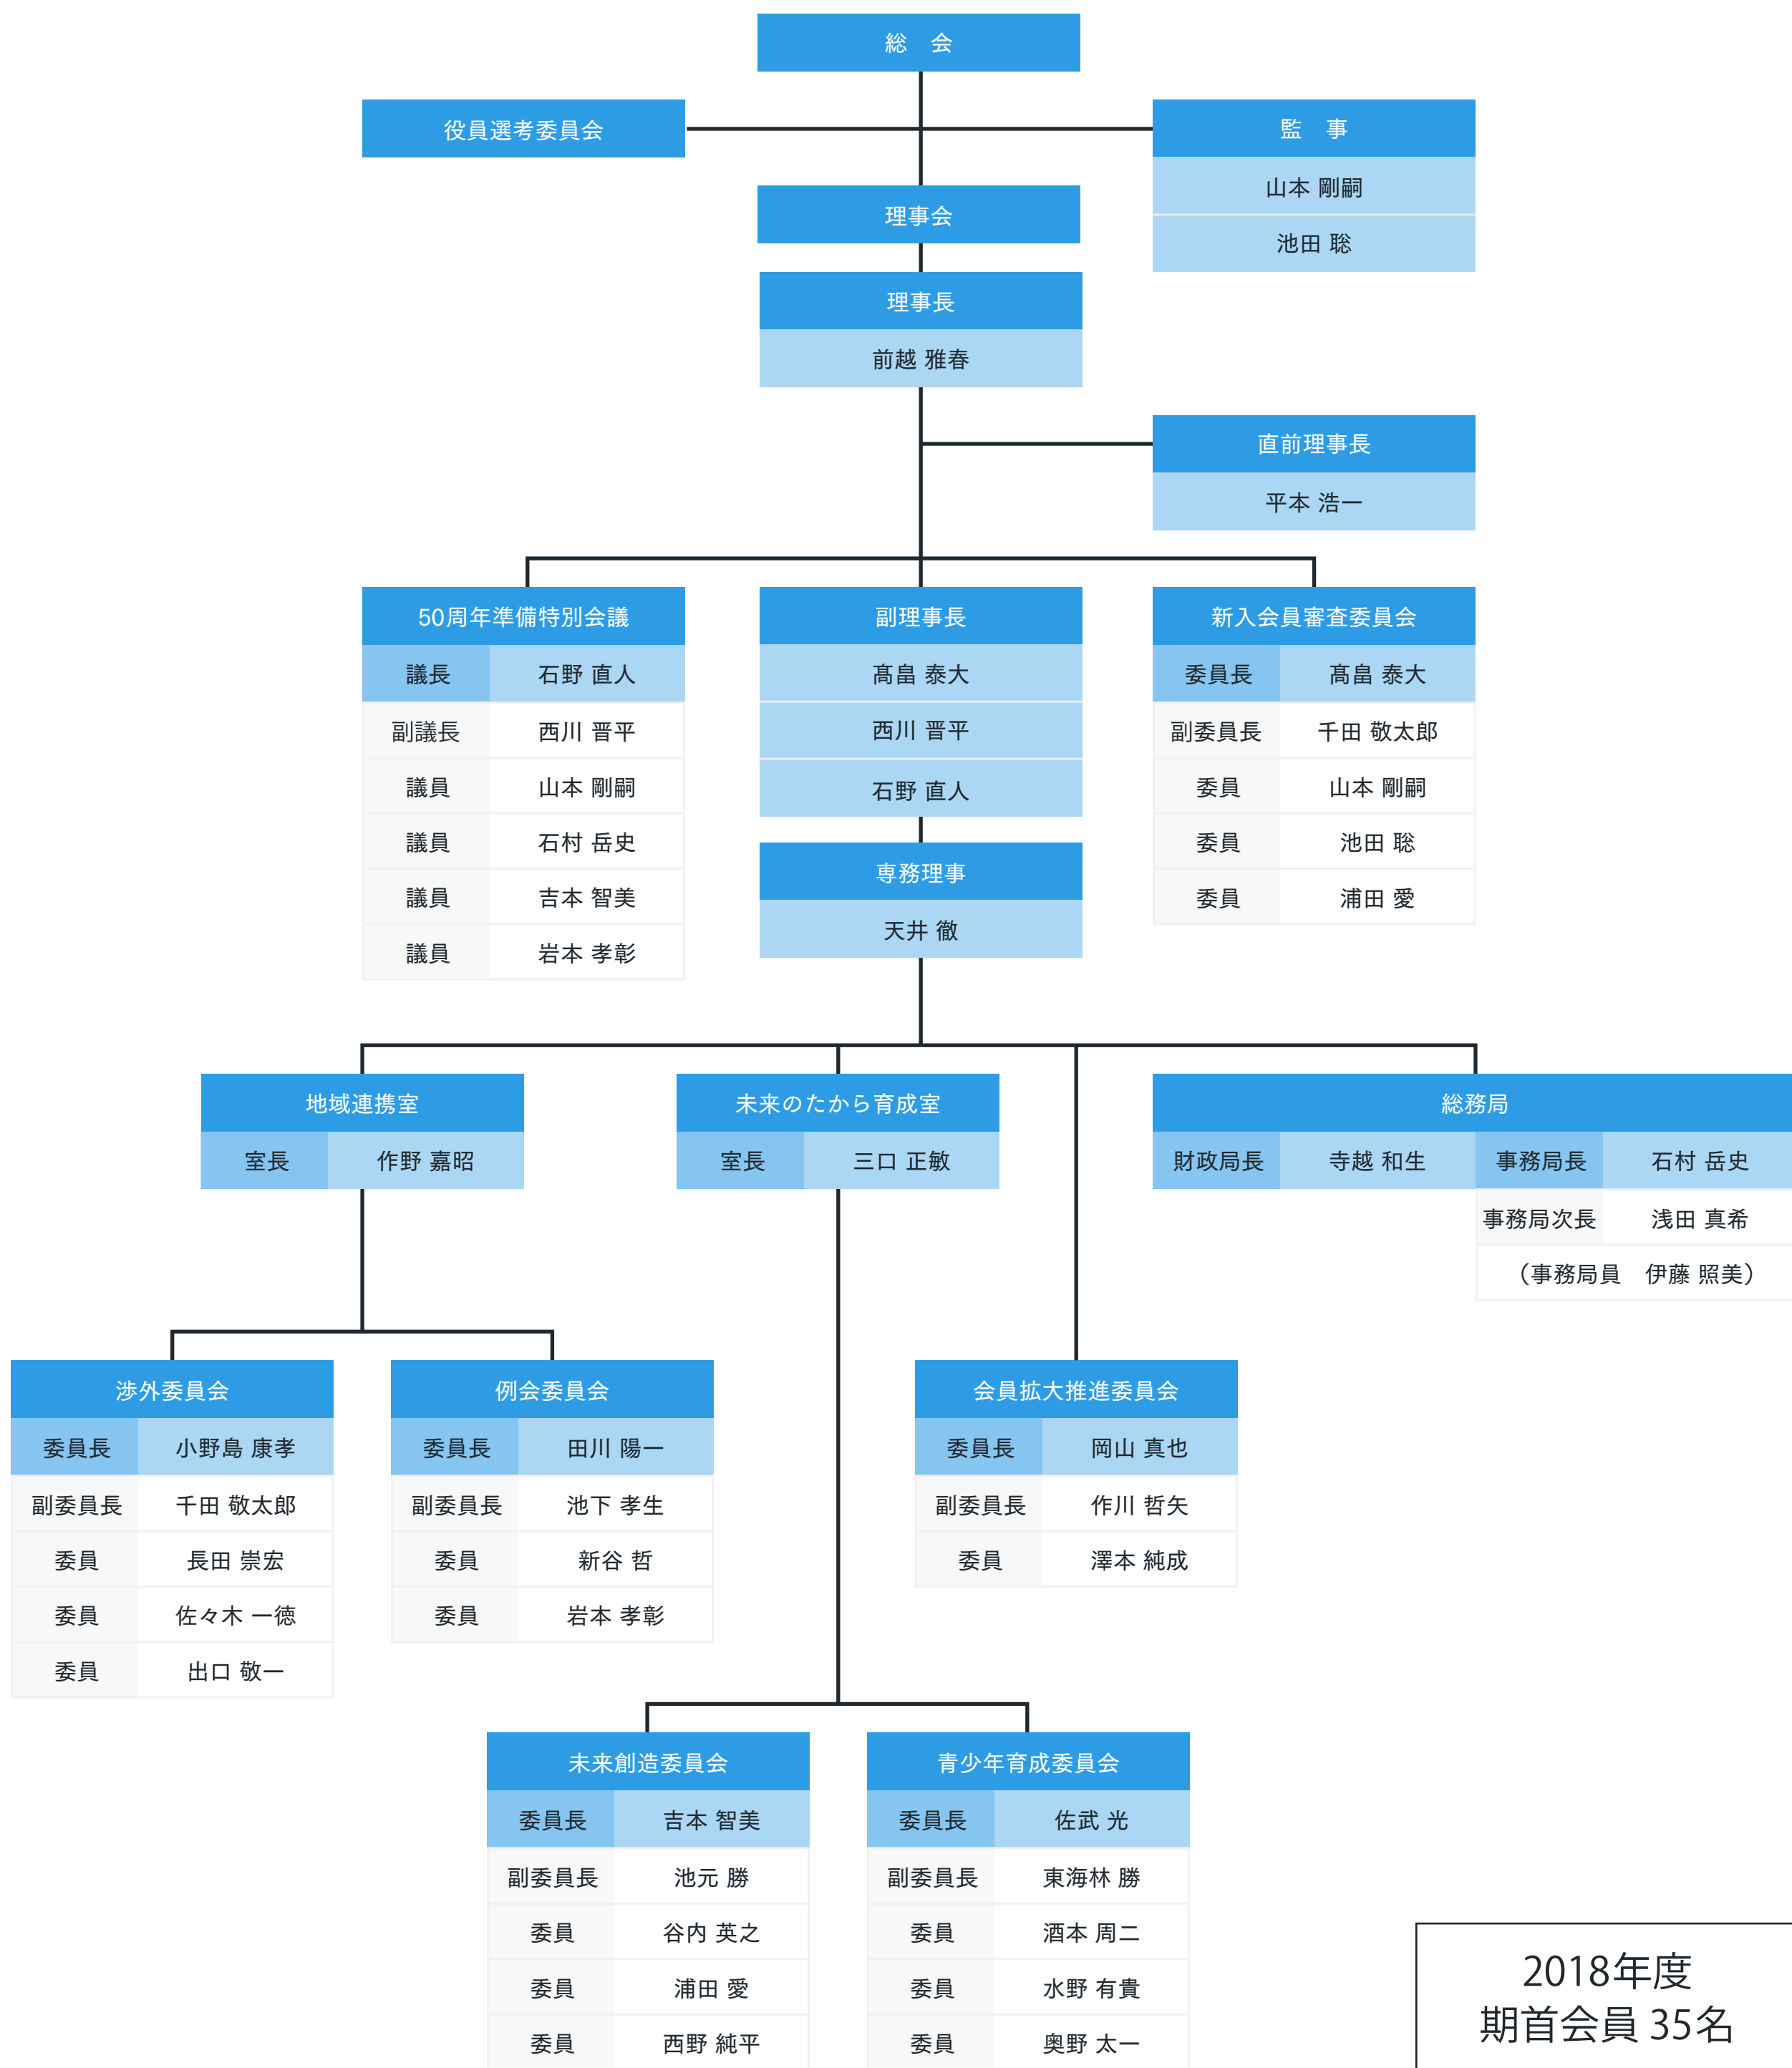 総　会
役員選考委員会
監　事
山本 剛嗣
池田 聡
理事会
理事長
前越 雅春
直前理事長
平本 浩一
50周年準備特別会議
議長 石野 直人
副議長 西川 晋平
議員 山本 剛嗣
議員 石村 岳史
議員 吉本 智美
議員 岩本 孝彰
副理事長
髙畠 泰大
西川 晋平
石野 直人
専務理事
天井 徹
新入会員審査委員会
委員長 髙畠 泰大
副委員長 千田 敬太郎
委員 山本 剛嗣
委員 池田 聡
委員 浦田 愛
地域連携室
室長 作野 嘉昭
未来のたから育成室
室長 三口 正敏
総務局
財政局長 寺越 和生 事務局長 石村 岳史
事務局次長 浅田 真希
（事務局員　伊藤 照美）
渉外委員会
委員長 小野島 康孝
副委員長 千田 敬太郎
委員 長田 崇宏
委員 佐々木 一徳
委員 出口 敬一
例会委員会
委員長 田川 陽一
副委員長 池下 孝生
委員 新谷 哲
委員 岩本 孝彰
会員拡大推進委員会
委員長 岡山 真也
副委員長 作川 哲矢
委員 澤本 純成
未来創造委員会
委員長 吉本 智美
副委員長 池元 勝
委員 谷内 英之
委員 浦田 愛
委員 西野 純平
青少年育成委員会
委員長 佐武 光
副委員長 東海林 勝
委員 酒本 周二
委員 水野 有貴
委員 奥野 太一
2018年度
期首会員 35名